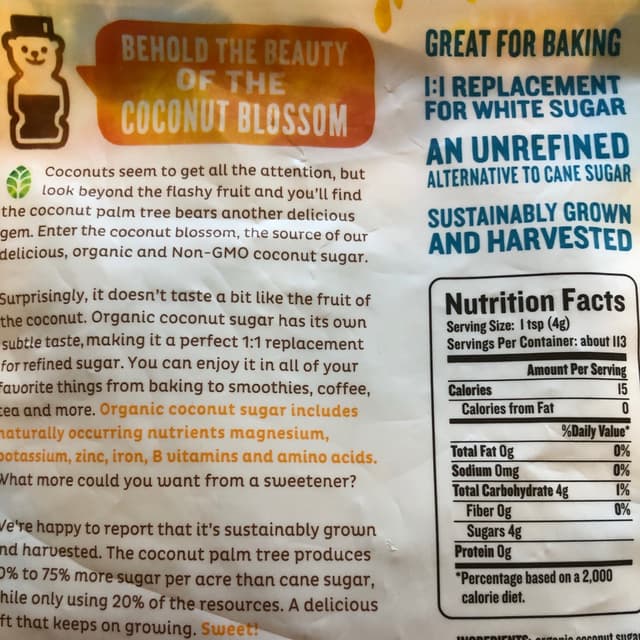 BEHOLD THE BEAUTY
OF THE
COCONUT BLOSSOM
Coconuts seem to get all the attention, but
look beyond the flashy fruit and you'll find
the coconut palm tree bears another delicious
gem. Enter the coconut blossom, the source of our
delicious, organic and Non-GMO coconut sugar.
Surprisingly, it doesn't taste a bit like the fruit of
the coconut. Organic coconut sugar has its own
subtle taste, making it a perfect 1:1 replacement
for refined sugar. You can enjoy it in all of your
favorite things from baking to smoothies, coffee,
tea and more. Organic coconut sugar includes
naturally occurring nutrients magnesium,
potassium, zinc, iron, B vitamins and amino acids.
What more could you want from a sweetener?
We're happy to report that it's sustainably grown
and harvested. The coconut palm tree produces
0% to 75% more sugar per acre than cane sugar,
while only using 20% of the resources. A delicious
ft that keeps on growing. Sweet!
GREAT FOR BAKING
1:1 REPLACEMENT
FOR WHITE SUGAR
AN UNREFINED
ALTERNATIVE TO CANE SUGAR
SUSTAINABLY GROWN
AND HARVESTED
Nutrition Facts
Serving Size: 1 tsp (4g)
Servings Per Container: about 113
Amount Per Serving
Calories 15
Calories from Fat 0
%Daily Value*
Total Fat 0g 0%
Sodium 0mg 0%
Total Carbohydrate 4g 1%
Fiber 0g 0%
Sugars 4g
Protein 0g
*Percentage based on a 2,000
calorie diet.
INGREDIENTS: organic coconut sugar